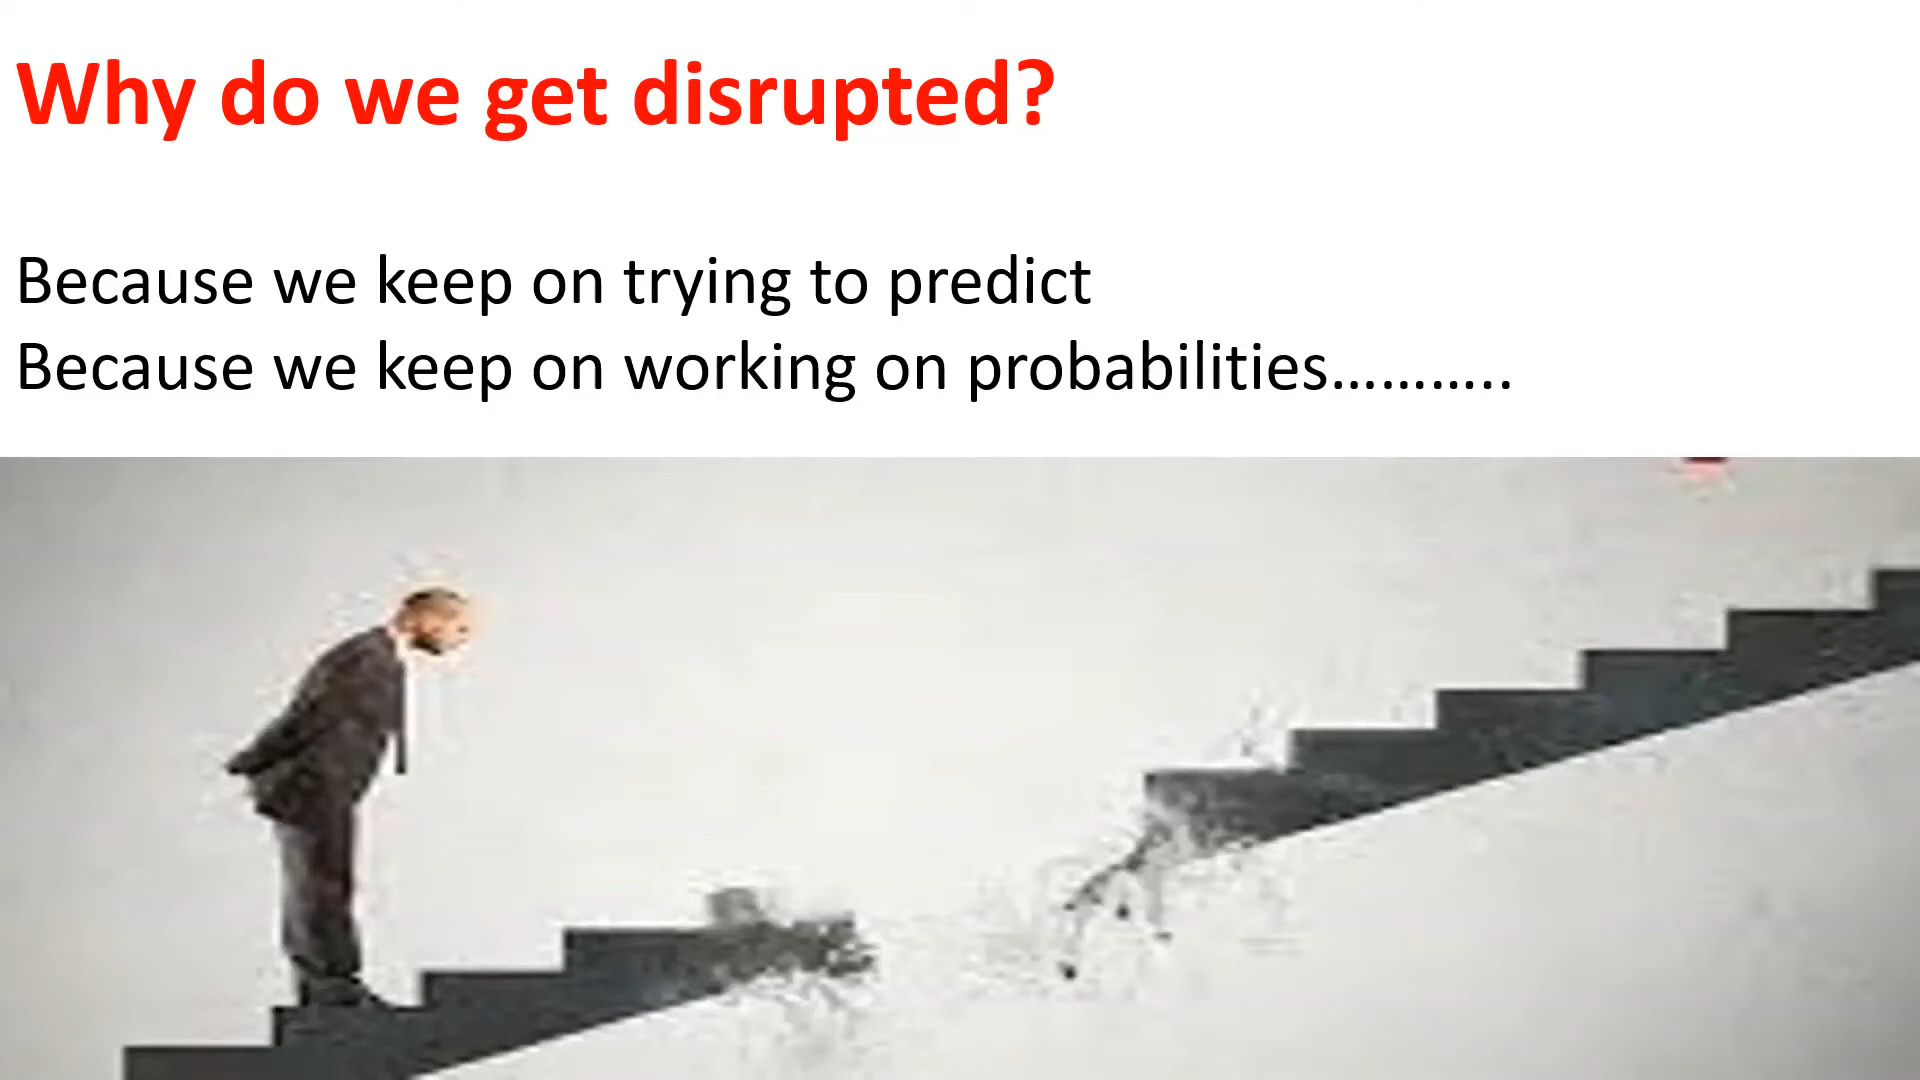 Why do we get disrupted?
Because we keep on trying to predict
Because we keep on working on probabilities………..